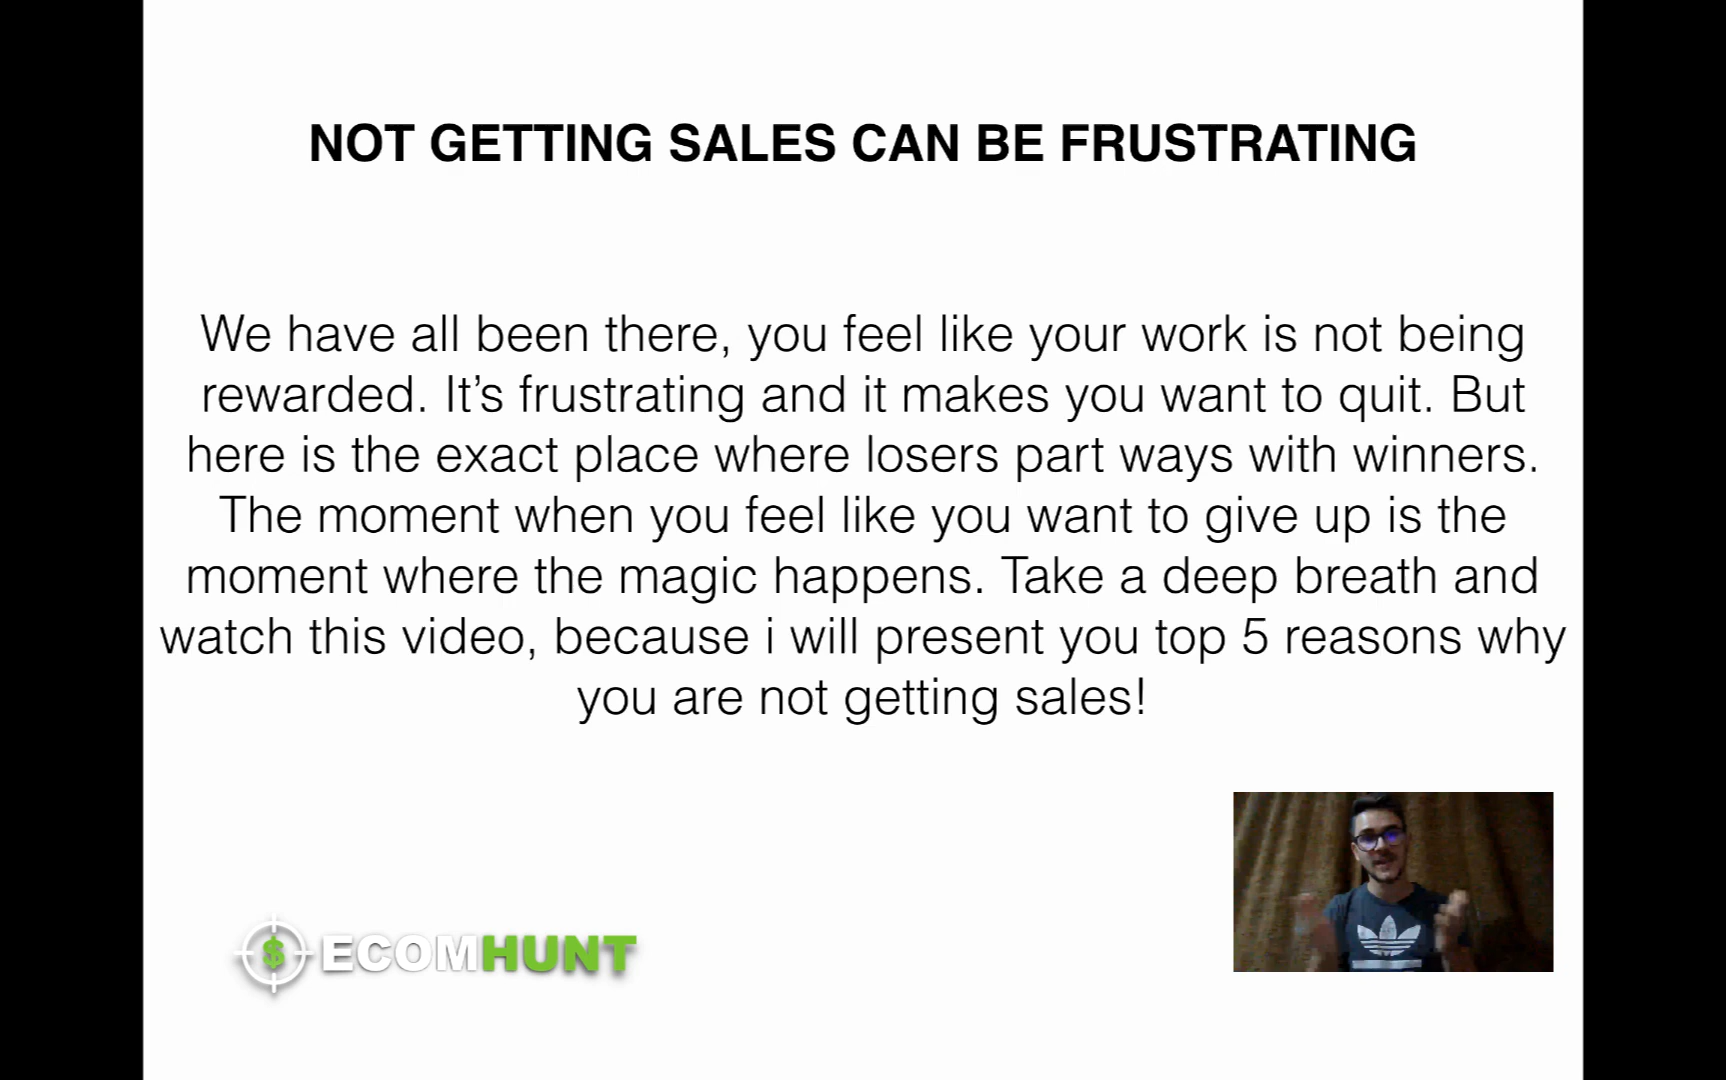 NOT GETTING SALES CAN BE FRUSTRATING
We have all been there, you feel like your work is not being
rewarded. It’s frustrating and it makes you want to quit. But
here is the exact place where losers part ways with winners.
The moment when you feel like you want to give up is the
moment where the magic happens. Take a deep breath and
watch this video, because i will present you top 5 reasons why
you are not getting sales!
$ ECOMHUNT